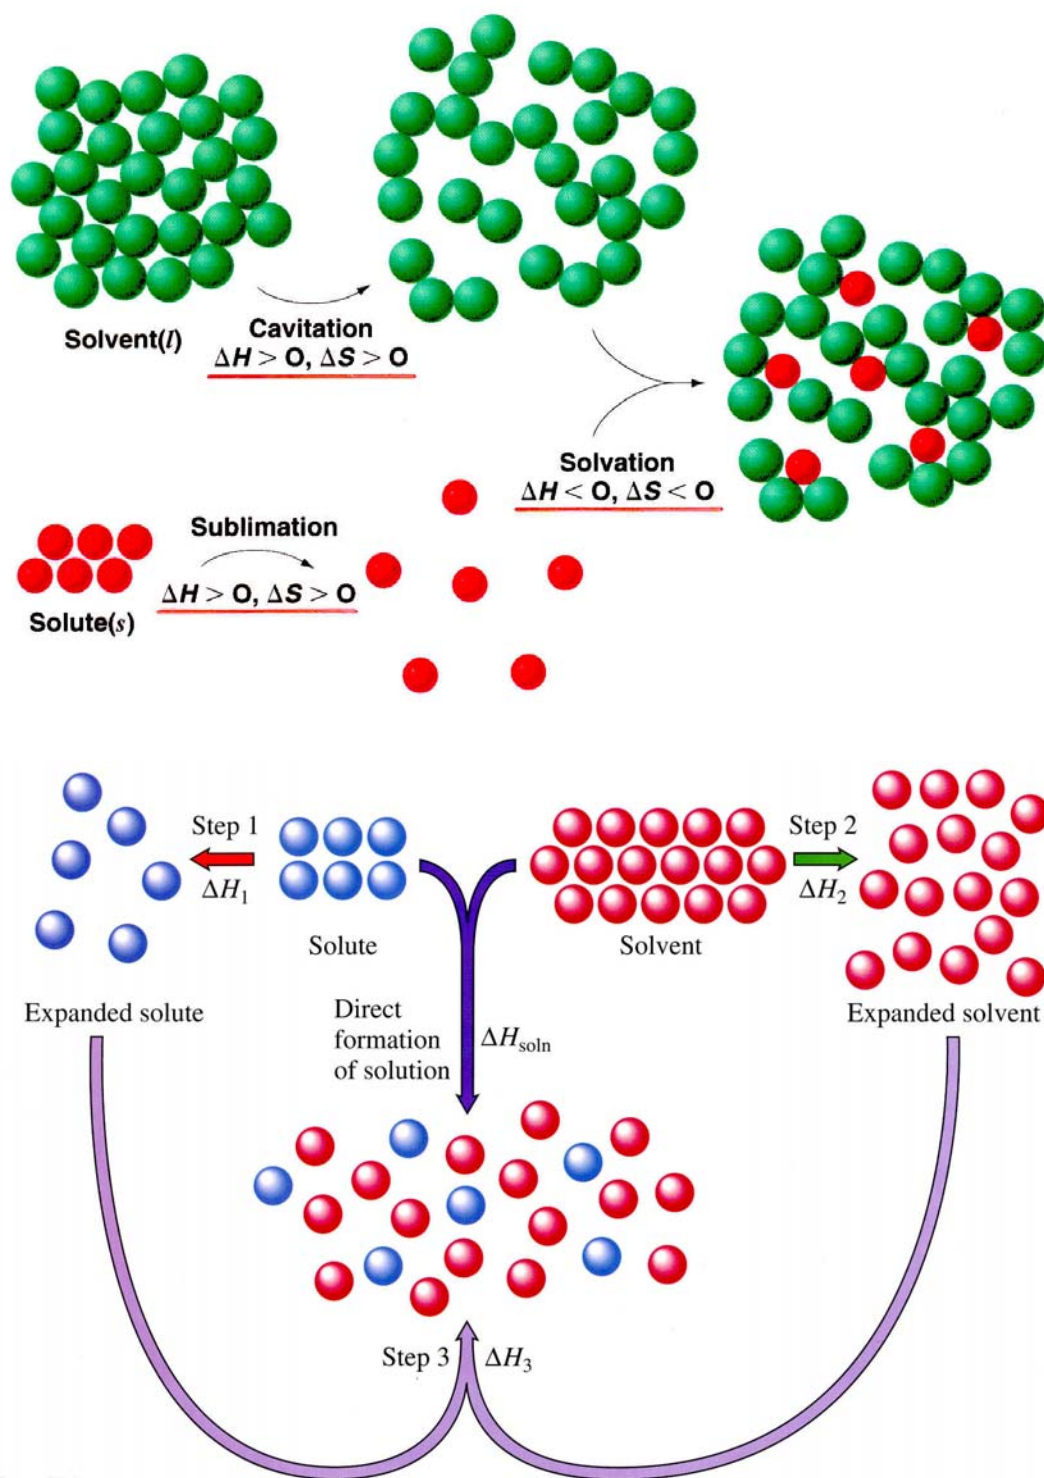 Solvent(l)
Cavitation
ΔH > O, ΔS > O
Solvation
ΔH < O, ΔS < O
Sublimation
ΔH > O, ΔS > O
Solute(s)
Step 1
ΔH₁
Step 2
ΔH₂
Solute
Solvent
Expanded solute
Expanded solvent
Direct
formation
of solution
ΔHsoln
Step 3
ΔH₃